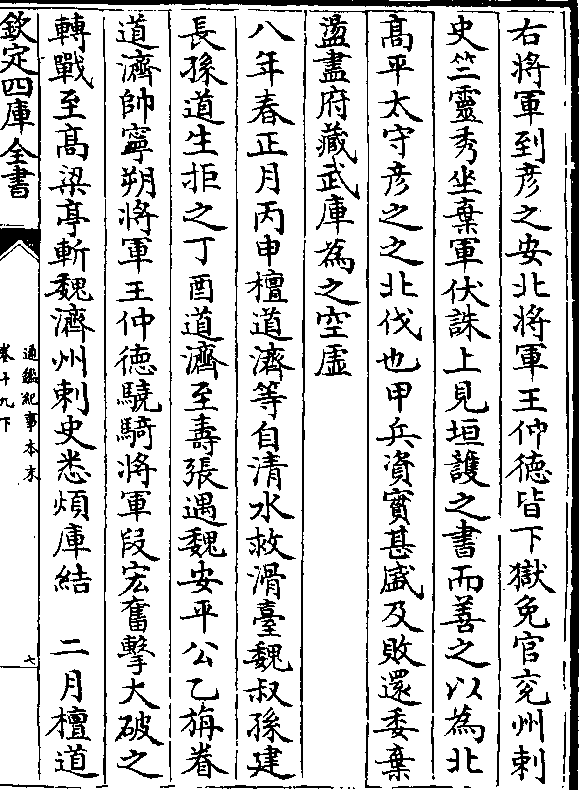 右將軍到彦之安北將軍王仲徳皆下獄免官兖州刺
史竺靈秀坐棄軍伏誅上見垣護之書而善之以為北
髙平太守彦之之北伐也甲兵資實甚盛及敗還委棄
盪盡府藏武庫為之空虛
八年春正月丙申檀道濟等自清水救滑臺魏叔孫建
長孫道生拒之丁酉道濟至壽張遇魏安平公乙旃眷
道濟帥寧朔將軍王仲徳驍騎將軍段宏奮擊大破之
轉戰至髙梁亭斬魏濟州刺史悉煩庫結　二月檀道
欽定四庫全書
通鑑紀事本末
卷十九下
七